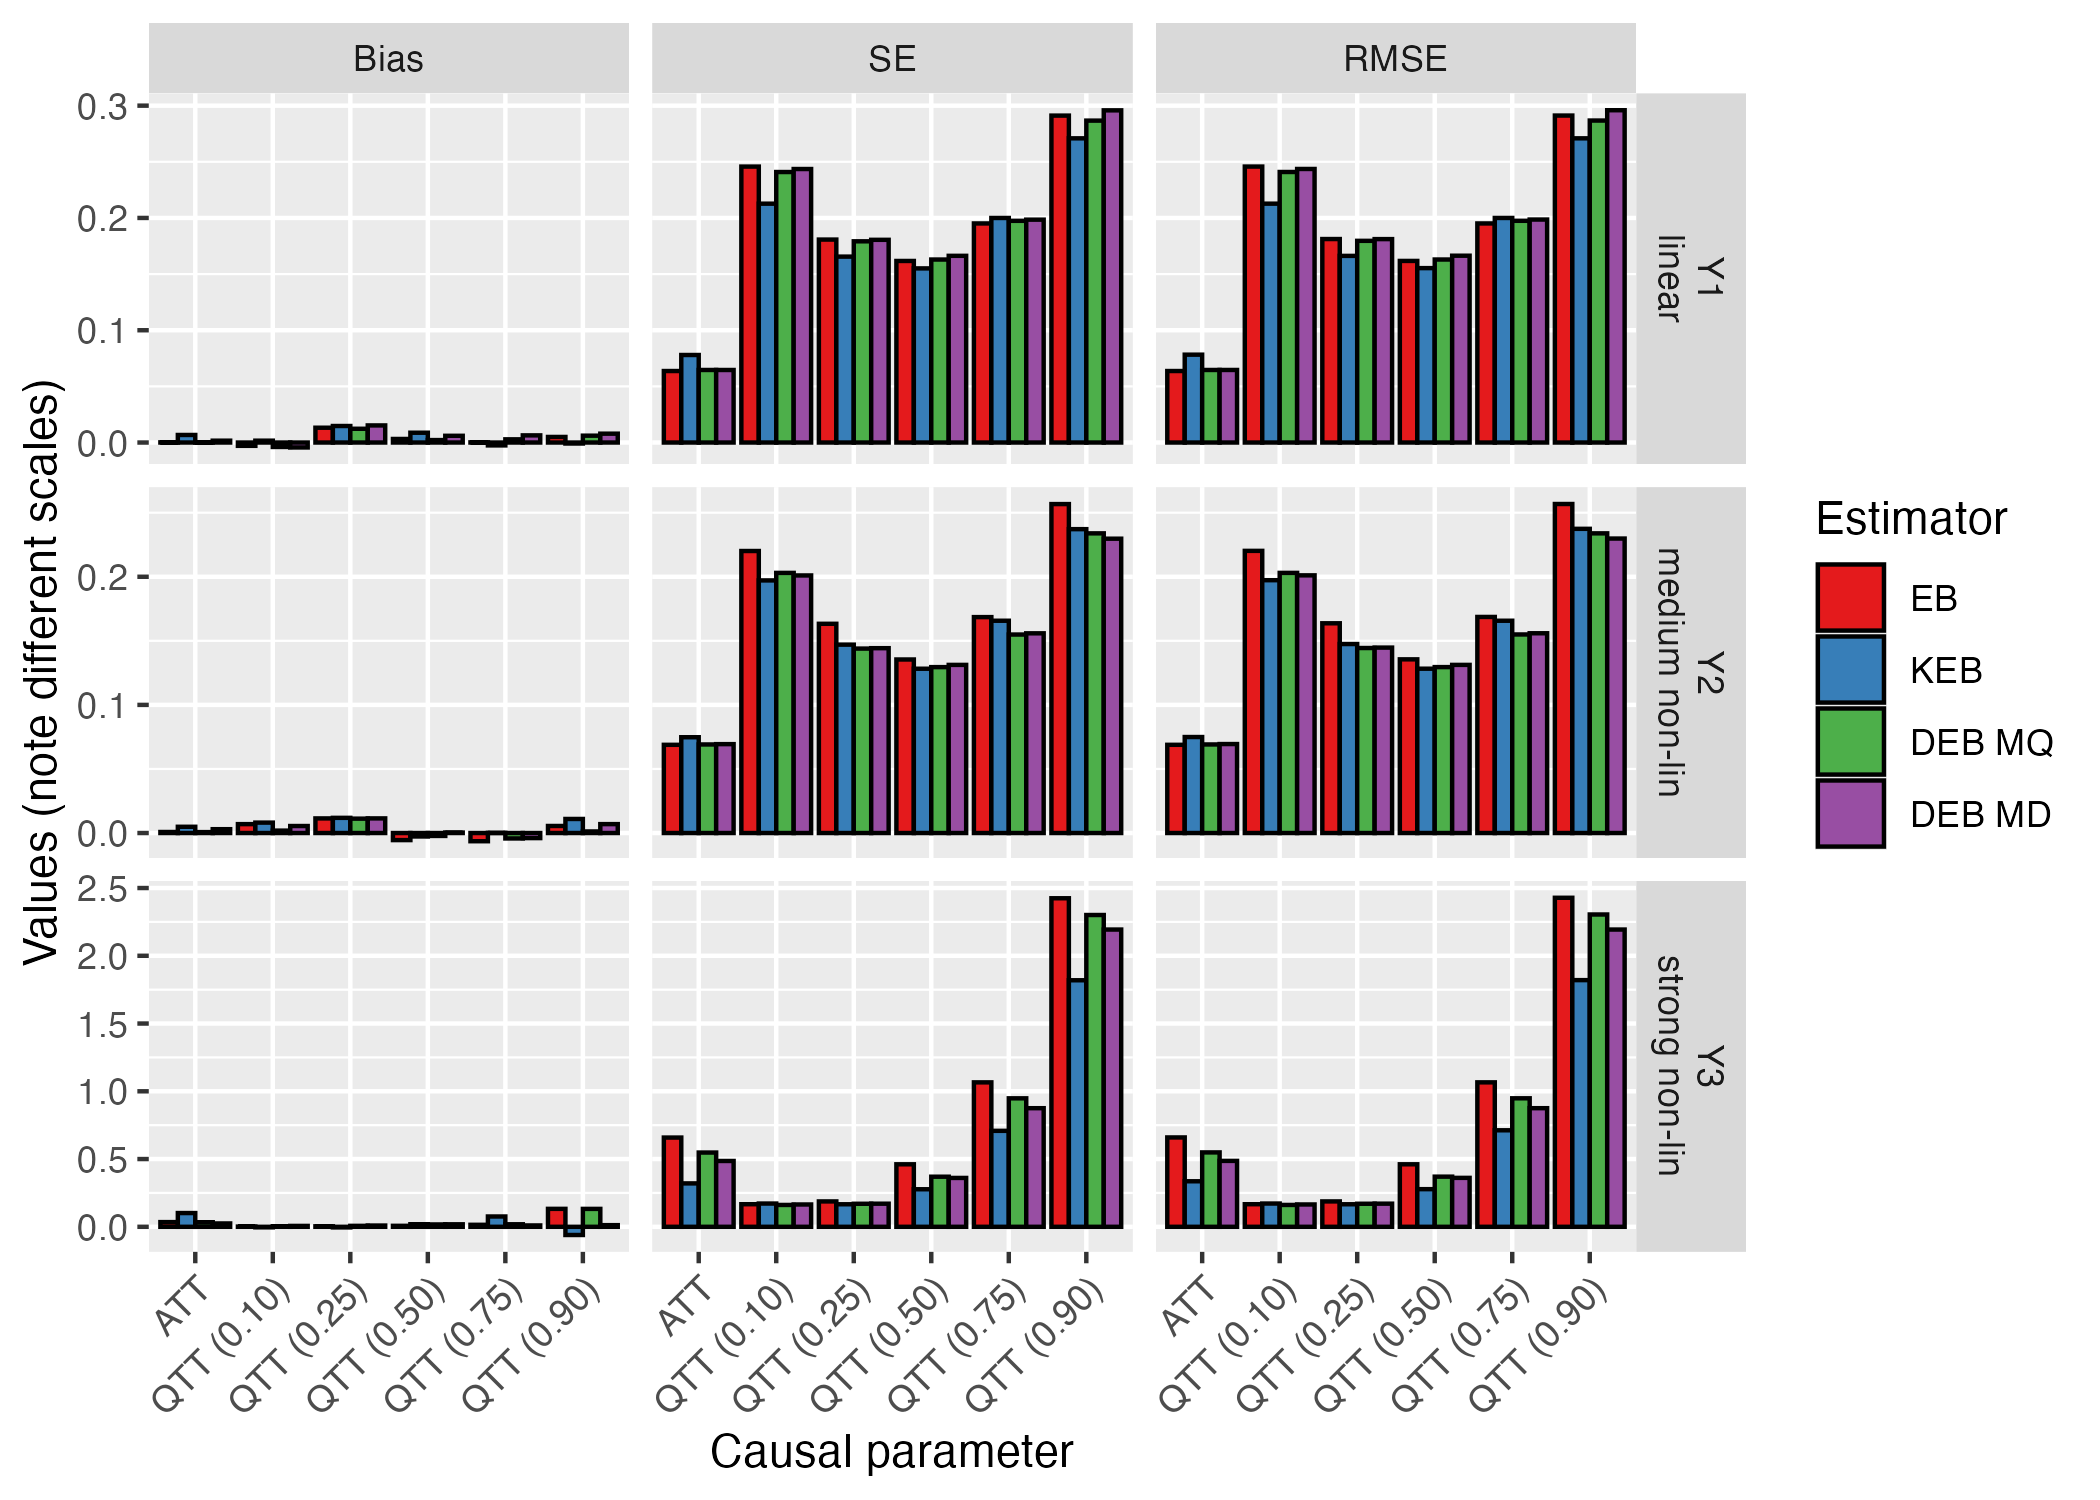 Bias
SE
RMSE
Values (note different scales)
0.3
0.2
0.1
0.0
Y1
linear
0.2
0.1
0.0
Y2
medium non-lin
2.5
2.0
1.5
1.0
0.5
0.0
Y3
strong non-lin
ATT
QTT (0.10)
QTT (0.25)
QTT (0.50)
QTT (0.75)
QTT (0.90)
ATT
QTT (0.10)
QTT (0.25)
QTT (0.50)
QTT (0.75)
QTT (0.90)
ATT
QTT (0.10)
QTT (0.25)
QTT (0.50)
QTT (0.75)
QTT (0.90)
Causal parameter
Estimator
EB
KEB
DEB MQ
DEB MD